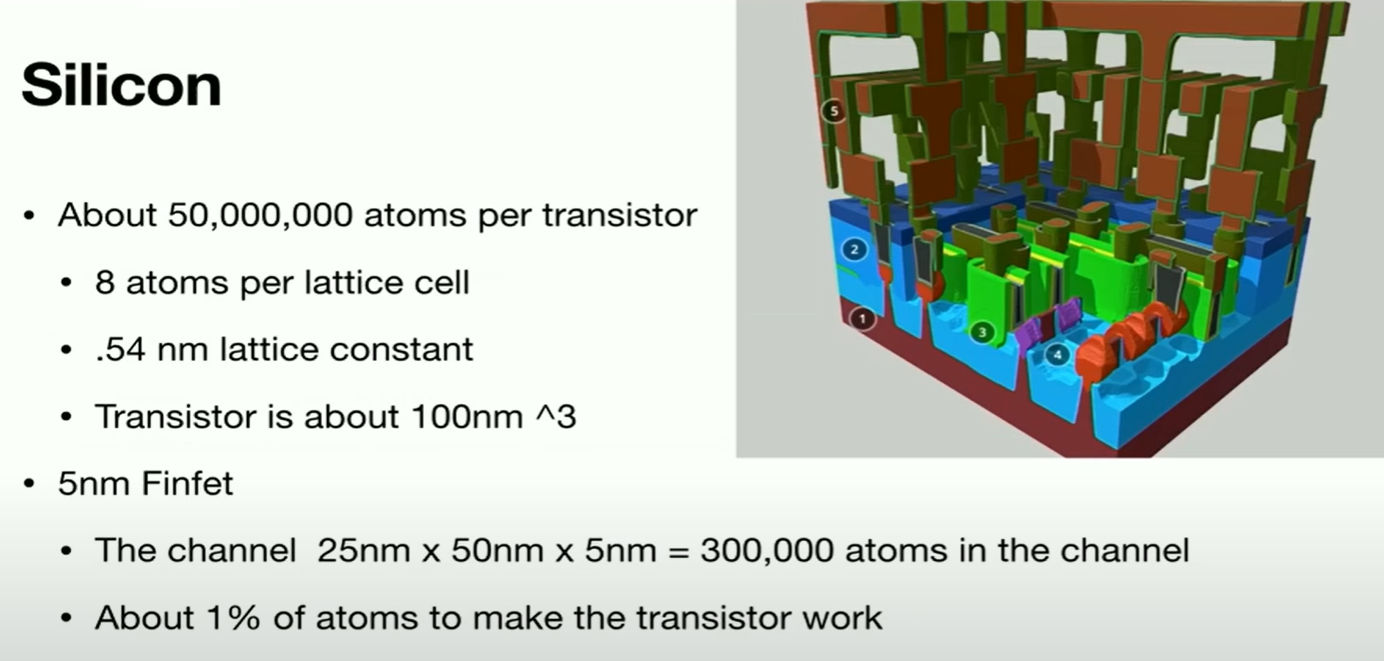 Silicon
• About 50,000,000 atoms per transistor
• 8 atoms per lattice cell
• .54 nm lattice constant
• Transistor is about 100nm ^3
• 5nm Finfet
• The channel  25nm x 50nm x 5nm = 300,000 atoms in the channel
• About 1% of atoms to make the transistor work
5
2
1
3
4